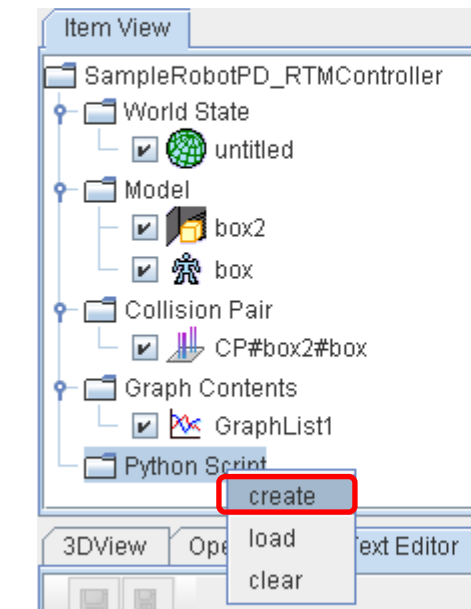 Item View
SampleRobotPD_RTMController
World State
untitled
Model
box2
box
Collision Pair
CP#box2#box
Graph Contents
GraphList1
Python Script
create
load
clear
3DView Ope ext Editor